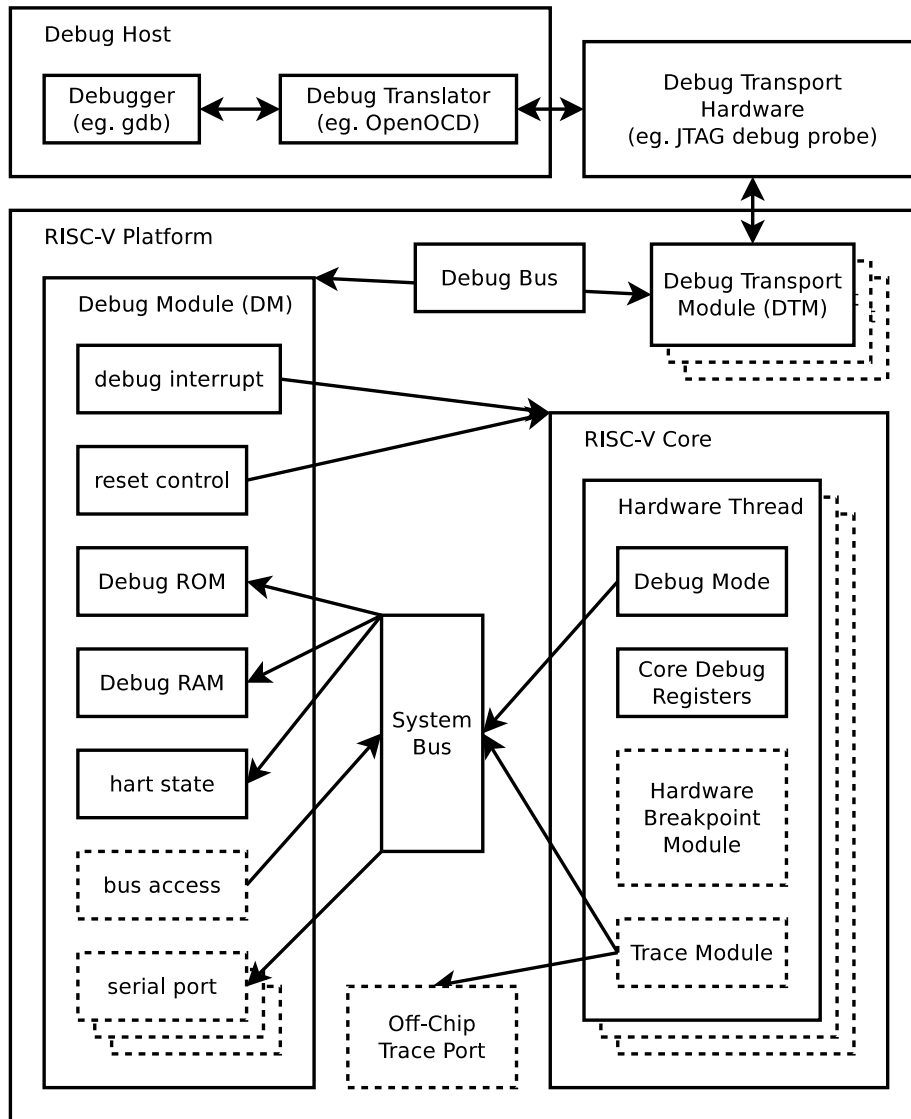 Debug Host
Debugger
(eg. gdb)
Debug Translator
(eg. OpenOCD)
Debug Transport
Hardware
(eg. JTAG debug probe)
RISC-V Platform
Debug Bus
Debug Transport
Module (DTM)
Debug Module (DM)
debug interrupt
reset control
Debug ROM
Debug RAM
hart state
bus access
serial port
System
Bus
Off-Chip
Trace Port
RISC-V Core
Hardware Thread
Debug Mode
Core Debug
Registers
Hardware
Breakpoint
Module
Trace Module